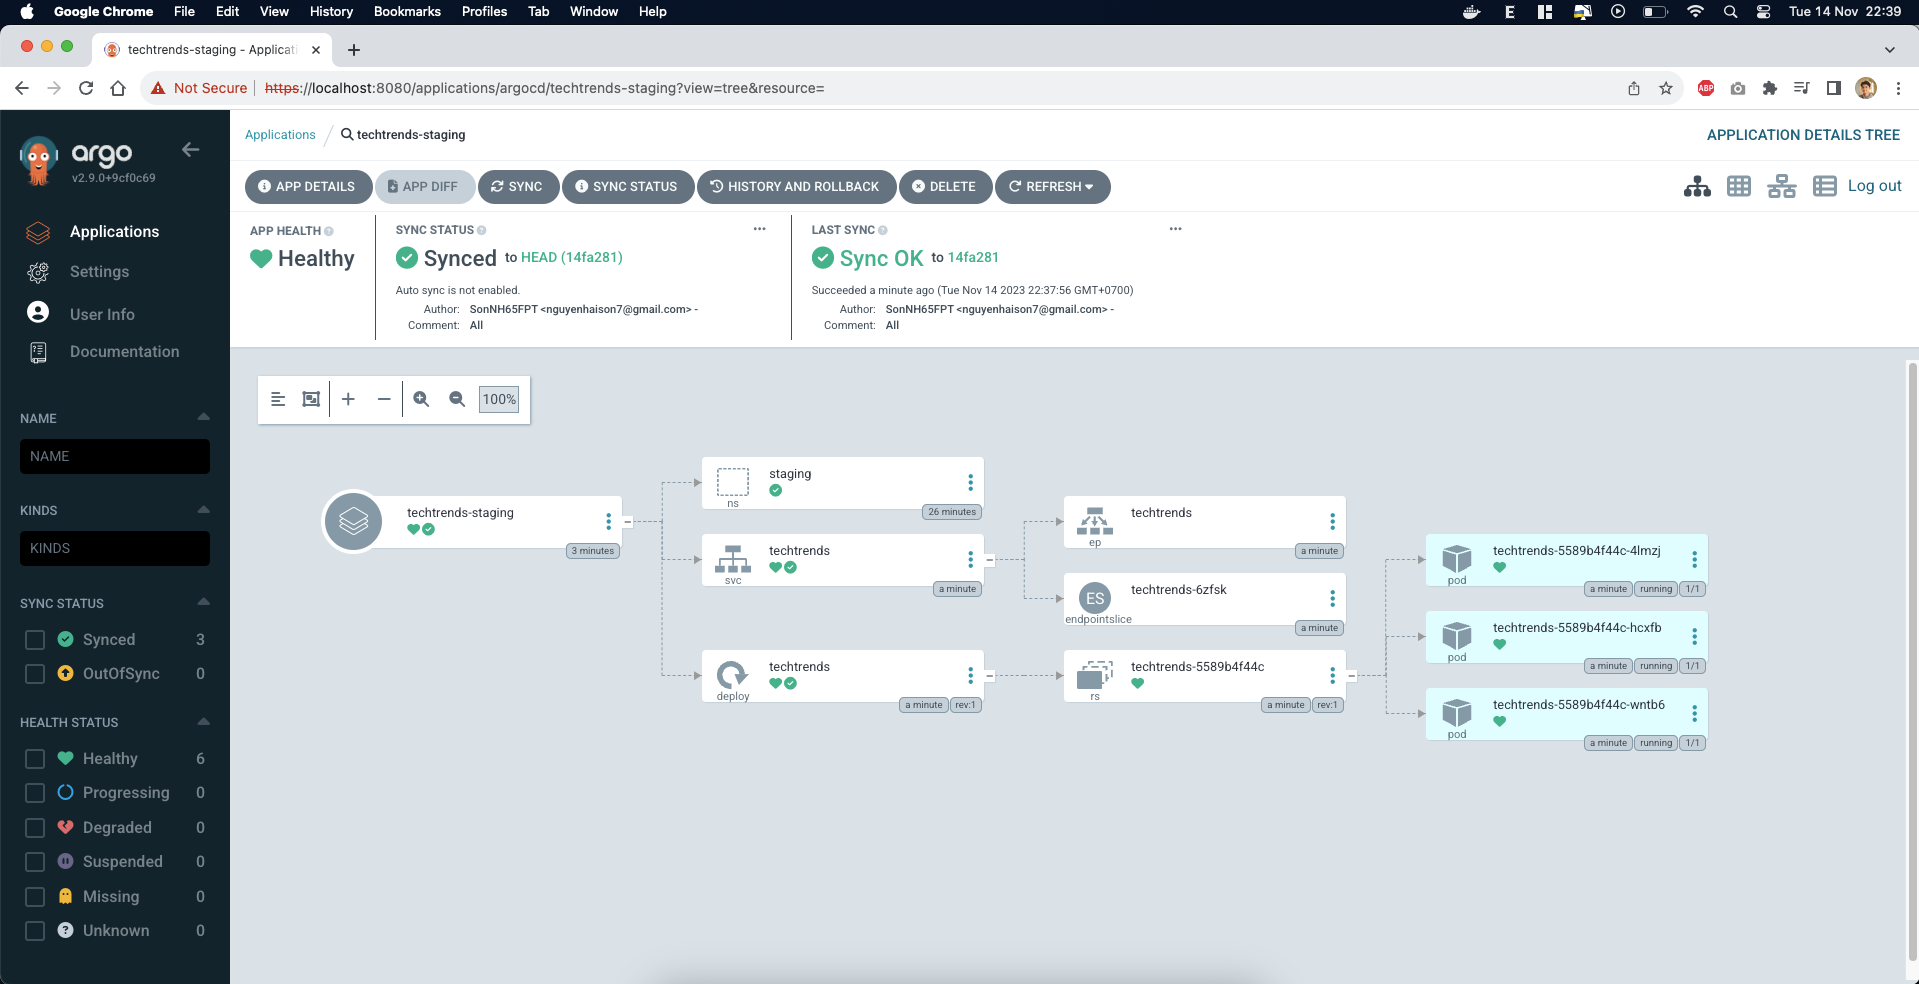 Google Chrome File Edit View History Bookmarks Profiles Tab Window Help E Tue 14 Nov 22:39
techtrends-staging - Applicati
Not Secure https://localhost:8080/applications/argocd/techtrends-staging?view=tree&resource=
ABP
argo
v2.9.0+9cf0c69
Applications
Settings
User Info
Documentation
NAME
NAME
KINDS
KINDS
SYNC STATUS
Synced 3
OutOfSync 0
HEALTH STATUS
Healthy 6
Progressing 0
Degraded 0
Suspended 0
Missing 0
Unknown 0
Applications / techtrends-staging
APPLICATION DETAILS TREE
APP DETAILS APP DIFF SYNC SYNC STATUS HISTORY AND ROLLBACK DELETE REFRESH
Log out
APP HEALTH
Healthy
SYNC STATUS
Synced to HEAD (14fa281)
Auto sync is not enabled.
Author: SonNH65FPT <nguyenhaison7@gmail.com> -
Comment: All
LAST SYNC
Sync OK to 14fa281
Succeeded a minute ago (Tue Nov 14 2023 22:37:56 GMT+0700)
Author: SonNH65FPT <nguyenhaison7@gmail.com> -
Comment: All
100%
techtrends-staging
3 minutes
staging
ns
26 minutes
techtrends
svc
a minute
techtrends
deploy
a minute rev:1
techtrends
ep
a minute
ES
techtrends-6zfsk
endpointslice
a minute
techtrends-5589b4f44c
rs
a minute rev:1
techtrends-5589b4f44c-4lmzj
pod
a minute running 1/1
techtrends-5589b4f44c-hcxfb
pod
a minute running 1/1
techtrends-5589b4f44c-wntb6
pod
a minute running 1/1